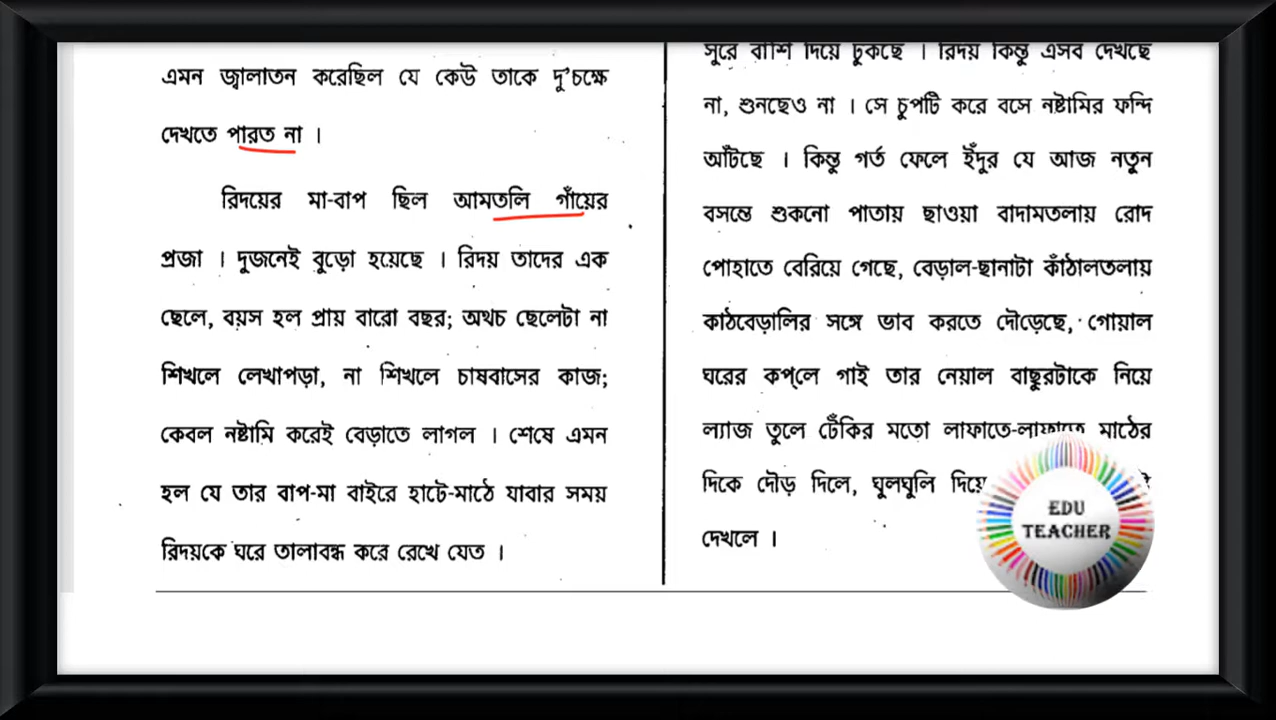 এমন জ্বালাতন করেছিল যে কেউ তাকে দু'চক্ষে
দেখতে পারত না ।
রিদয়ের মা-বাপ ছিল আমতলি গাঁয়ের
প্রজা । দুজনেই বুড়ো হয়েছে । রিদয় তাদের এক
ছেলে, বয়স হল প্রায় বারো বছর; অথচ ছেলেটা না
শিখলে লেখাপড়া, না শিখলে চাষবাসের কাজ;
কেবল নষ্টামি করেই বেড়াতে লাগল । শেষে এমন
হল যে তার বাপ-মা বাইরে হাটে-মাঠে যাবার সময়
রিদয়কে ঘরে তালাবন্ধ করে রেখে যেত ।
সুরে বাঁশি দিয়ে ঢুকছে । রিদয় কিন্তু এসব দেখছে
না, শুনছেও না । সে চুপটি করে বসে নষ্টামির ফন্দি
আঁটছে । কিন্তু গর্ত ফেলে ইঁদুর যে আজ নতুন
বসন্তে শুকনো পাতায় ছাওয়া বাদামতলায় রোদ
পোহাতে বেরিয়ে গেছে, বেড়াল-ছানাটা কাঁঠালতলায়
কাঠবেড়ালির সঙ্গে ভাব করতে দৌড়েছে, গোয়াল
ঘরের কপ্‌লে গাই তার নেয়াল বাছুরটাকে নিয়ে
ল্যাজ তুলে ঢেঁকির মতো লাফাতে-লাফাতে মাঠের
দিকে দৌড় দিলে, ঘুলঘুলি দিয়ে
দেখলে ।
EDU
TEACHER